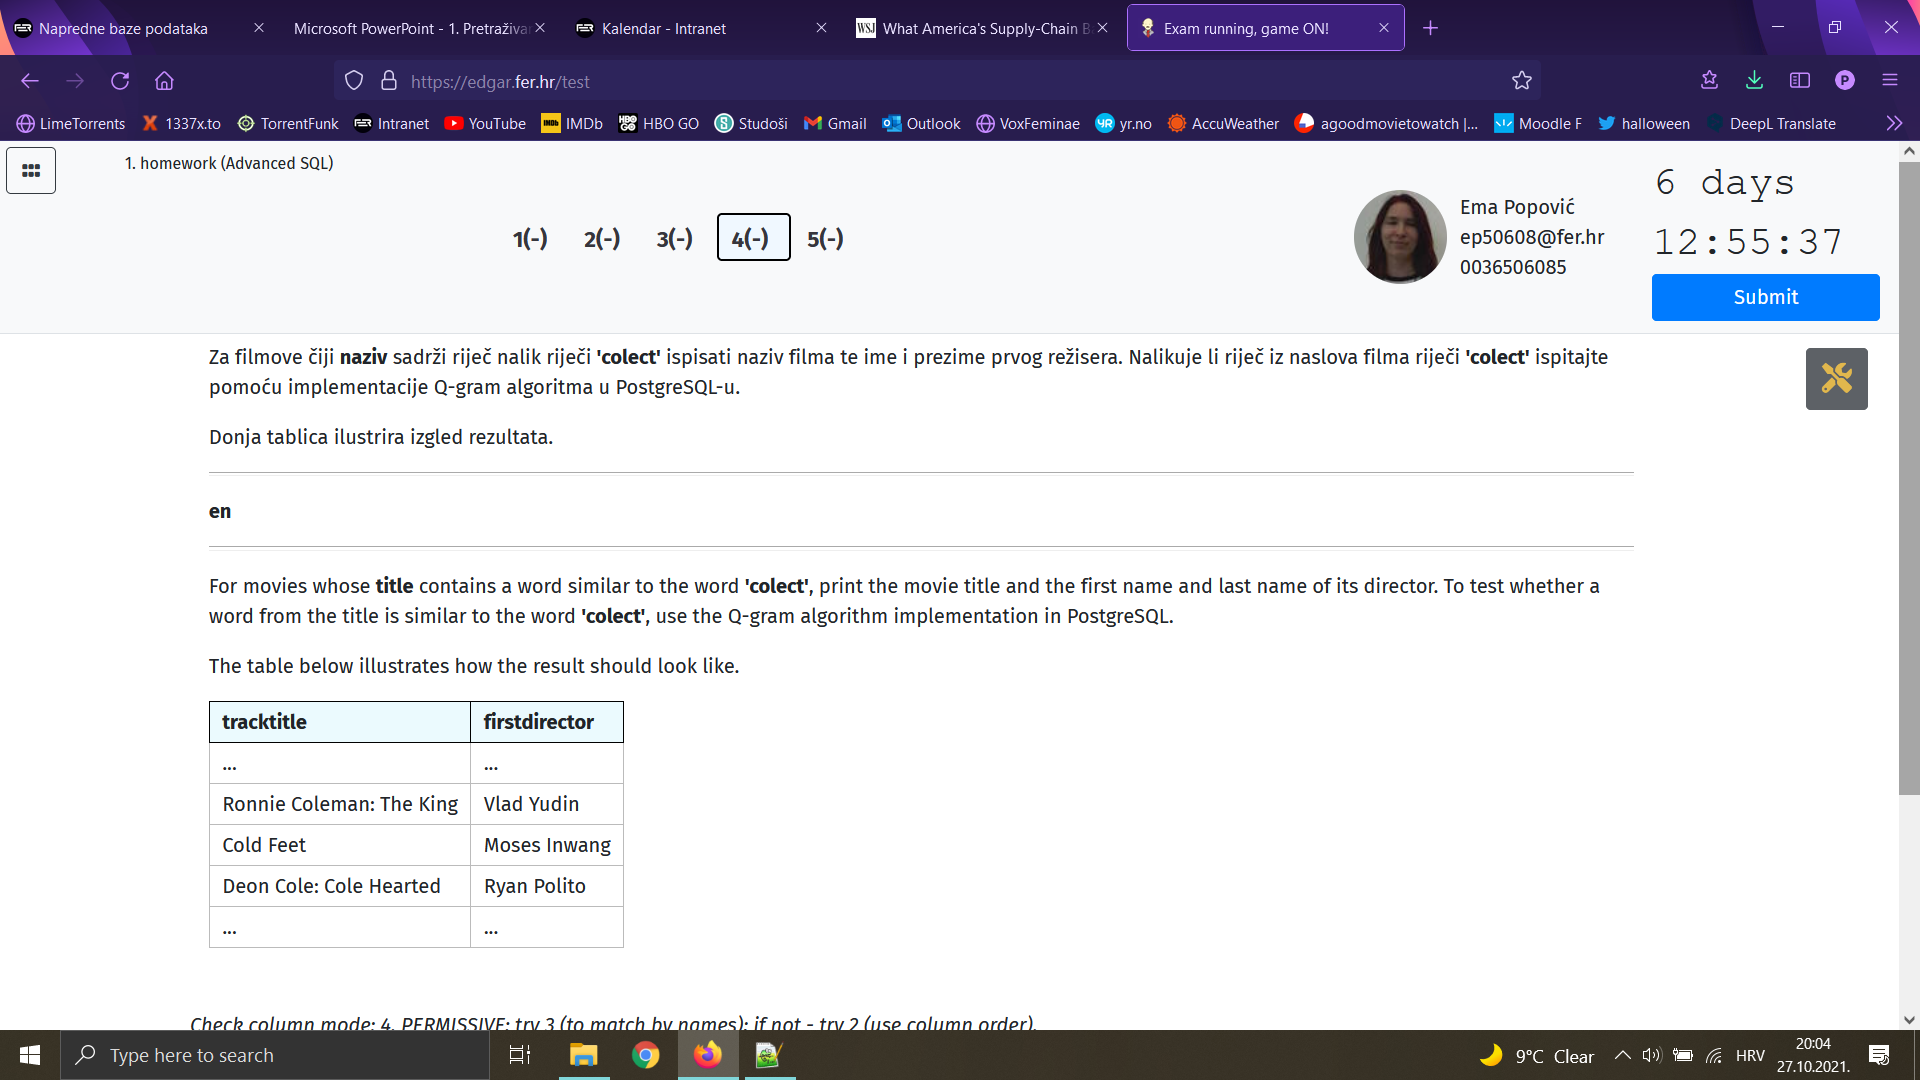 Napredne baze podataka
Microsoft PowerPoint - 1. Pretraživa
Kalendar - Intranet
WSJ What America's Supply-Chain B
Exam running, game ON!
https://edgar.fer.hr/test
P
LimeTorrents
1337x.to
TorrentFunk
Intranet
YouTube
IMDb
HBO GO
Studoši
Gmail
Outlook
VoxFeminae
yr.no
AccuWeather
agoodmovietowatch |...
Moodle F
halloween
DeepL Translate
1. homework (Advanced SQL)
1(-) 2(-) 3(-) 4(-) 5(-)
Ema Popović
ep50608@fer.hr
0036506085
6 days
12:55:37
Submit
Za filmove čiji naziv sadrži riječ nalik riječi 'colect' ispisati naziv filma te ime i prezime prvog režisera. Nalikuje li riječ iz naslova filma riječi 'colect' ispitajte
pomoću implementacije Q-gram algoritma u PostgreSQL-u.
Donja tablica ilustrira izgled rezultata.
en
For movies whose title contains a word similar to the word 'colect', print the movie title and the first name and last name of its director. To test whether a
word from the title is similar to the word 'colect', use the Q-gram algorithm implementation in PostgreSQL.
The table below illustrates how the result should look like.
tracktitle firstdirector
... ...
Ronnie Coleman: The King Vlad Yudin
Cold Feet Moses Inwang
Deon Cole: Cole Hearted Ryan Polito
... ...
Check column mode: 4. PERMISSIVE: try 3 (to match by names); if not - try 2 (use column order).
Type here to search
9°C Clear
HRV
20:04
27.10.2021.